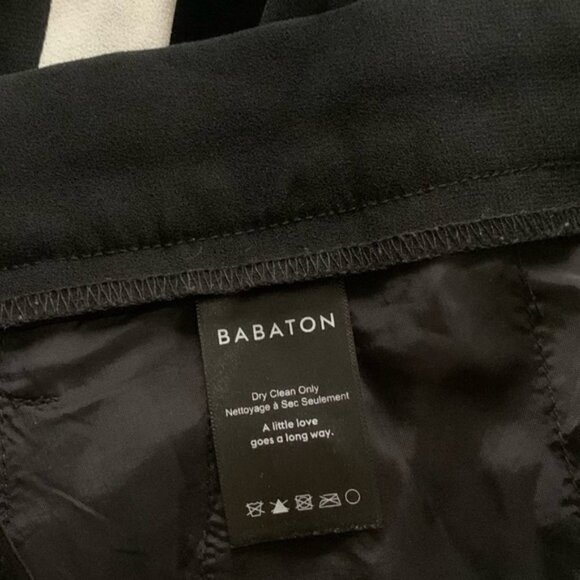 BABATON
Dry Clean Only
Nettoyage à Sec Seulement
A little love
goes a long way.